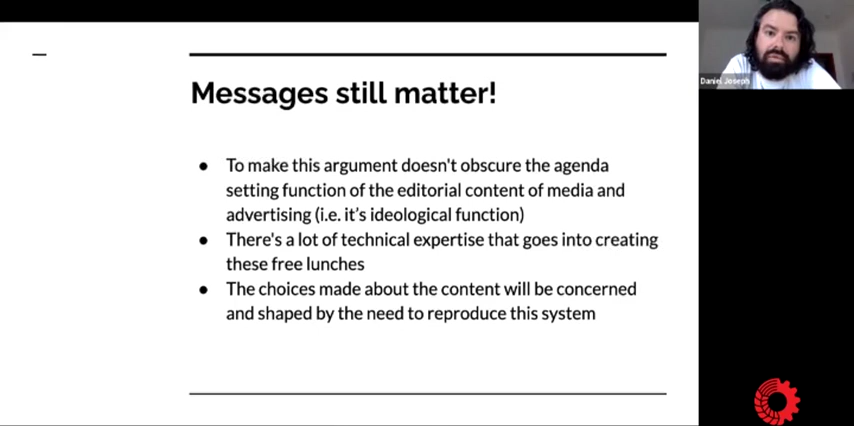 Messages still matter!
● To make this argument doesn't obscure the agenda
setting function of the editorial content of media and
advertising (i.e. it's ideological function)
● There's a lot of technical expertise that goes into creating
these free lunches
● The choices made about the content will be concerned
and shaped by the need to reproduce this system
Daniel Joseph